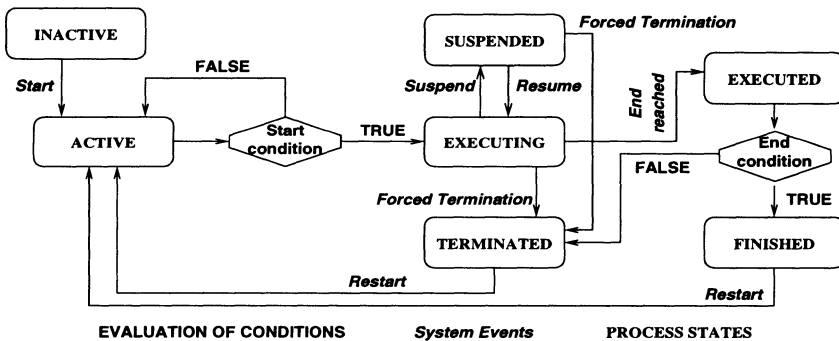 INACTIVE
Start
FALSE
ACTIVE
Start
condition
TRUE
SUSPENDED
Forced Termination
Suspend
Resume
EXECUTING
End
reached
EXECUTED
End
condition
FALSE
TRUE
Forced Termination
TERMINATED
FINISHED
Restart
Restart
EVALUATION OF CONDITIONS
System Events
PROCESS STATES